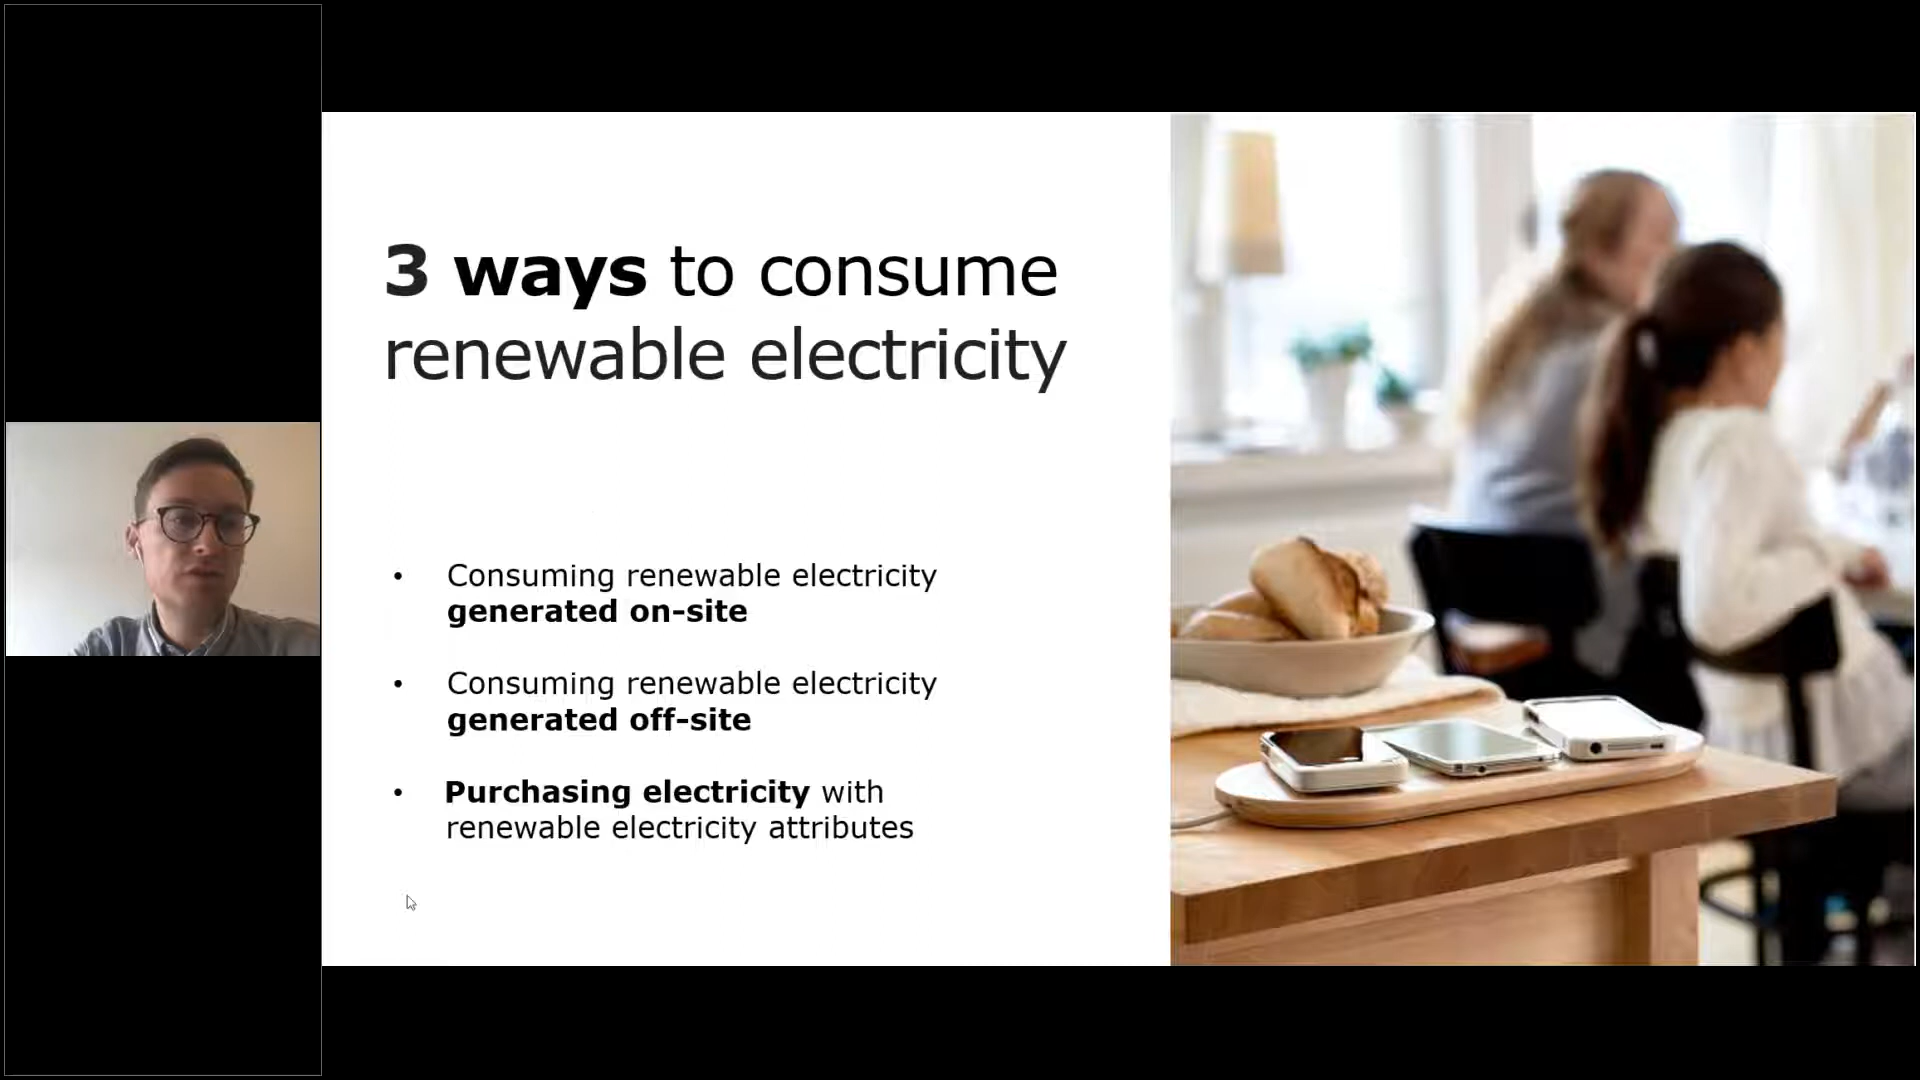 3 ways to consume
renewable electricity
• Consuming renewable electricity
generated on-site
• Consuming renewable electricity
generated off-site
• Purchasing electricity with
renewable electricity attributes